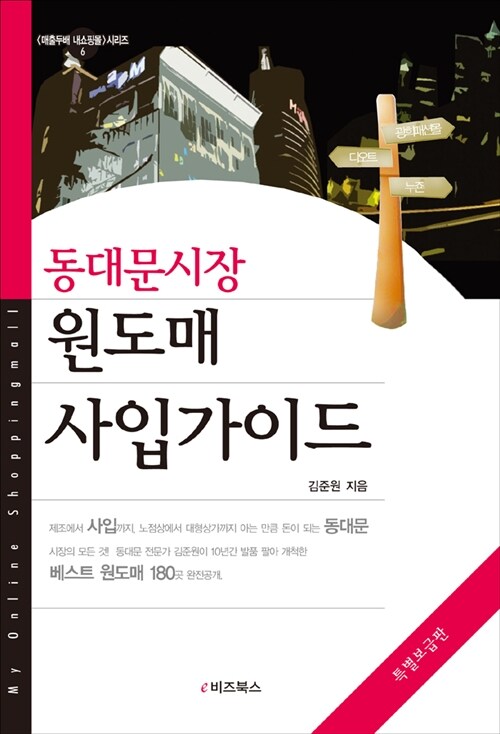 <매출두배 내쇼핑몰>시리즈
6
광희패션몰
디오트
누죤
동대문시장
원도매
사입가이드
김준원 지음
제조에서 사입까지, 노점상에서 대형상가까지 아는 만큼 돈이 되는 동대문
시장의 모든 것! 동대문 전문가 김준원이 10년간 발품 팔아 개척한
베스트 원도매 180곳 완전공개.
My Online Shoppingmall
특별보급판
e비즈북스